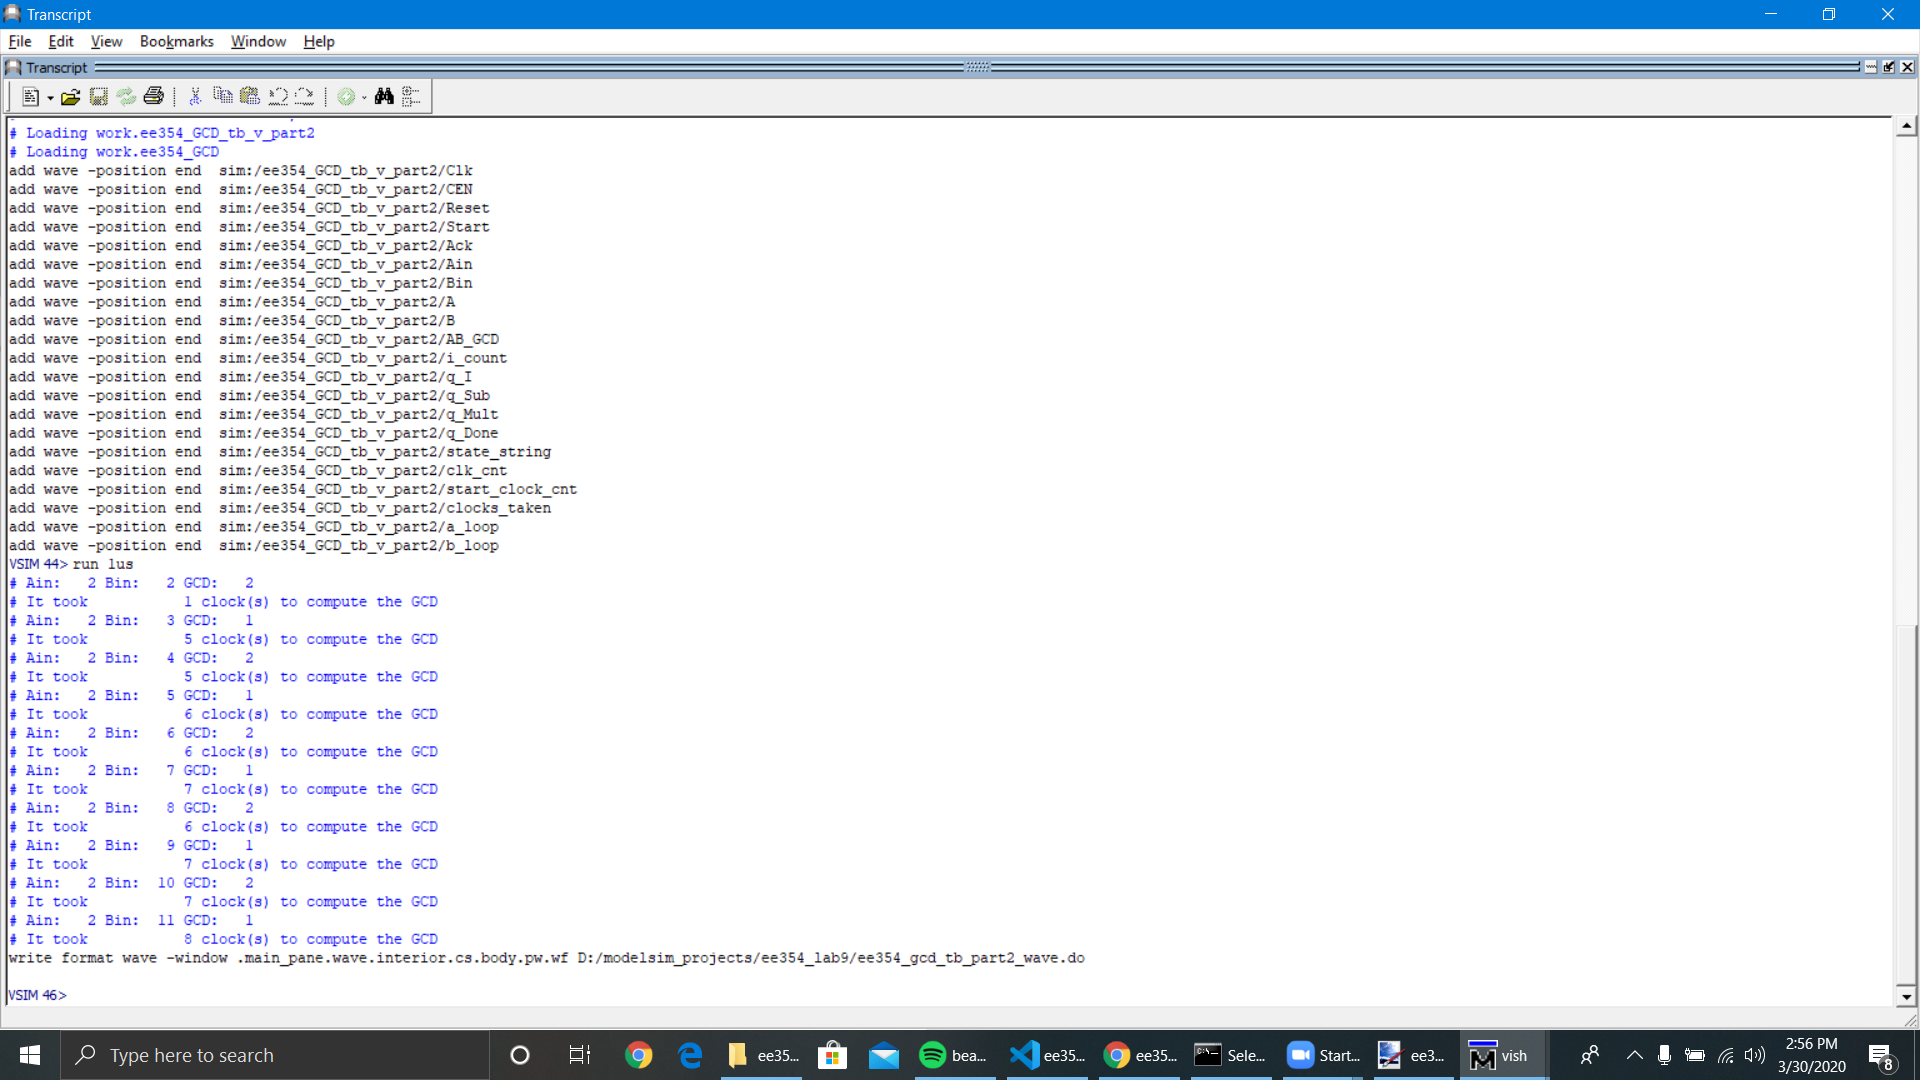 Transcript
File Edit View Bookmarks Window Help
Transcript
# Loading work.ee354_GCD_tb_v_part2
# Loading work.ee354_GCD
add wave -position end  sim:/ee354_GCD_tb_v_part2/Clk
add wave -position end  sim:/ee354_GCD_tb_v_part2/CEN
add wave -position end  sim:/ee354_GCD_tb_v_part2/Reset
add wave -position end  sim:/ee354_GCD_tb_v_part2/Start
add wave -position end  sim:/ee354_GCD_tb_v_part2/Ack
add wave -position end  sim:/ee354_GCD_tb_v_part2/Ain
add wave -position end  sim:/ee354_GCD_tb_v_part2/Bin
add wave -position end  sim:/ee354_GCD_tb_v_part2/A
add wave -position end  sim:/ee354_GCD_tb_v_part2/B
add wave -position end  sim:/ee354_GCD_tb_v_part2/AB_GCD
add wave -position end  sim:/ee354_GCD_tb_v_part2/i_count
add wave -position end  sim:/ee354_GCD_tb_v_part2/q_I
add wave -position end  sim:/ee354_GCD_tb_v_part2/q_Sub
add wave -position end  sim:/ee354_GCD_tb_v_part2/q_Mult
add wave -position end  sim:/ee354_GCD_tb_v_part2/q_Done
add wave -position end  sim:/ee354_GCD_tb_v_part2/state_string
add wave -position end  sim:/ee354_GCD_tb_v_part2/clk_cnt
add wave -position end  sim:/ee354_GCD_tb_v_part2/start_clock_cnt
add wave -position end  sim:/ee354_GCD_tb_v_part2/clocks_taken
add wave -position end  sim:/ee354_GCD_tb_v_part2/a_loop
add wave -position end  sim:/ee354_GCD_tb_v_part2/b_loop
VSIM 44> run 1us
# Ain:   2 Bin:   2 GCD:   2
# It took           1 clock(s) to compute the GCD
# Ain:   2 Bin:   3 GCD:   1
# It took           5 clock(s) to compute the GCD
# Ain:   2 Bin:   4 GCD:   2
# It took           5 clock(s) to compute the GCD
# Ain:   2 Bin:   5 GCD:   1
# It took           6 clock(s) to compute the GCD
# Ain:   2 Bin:   6 GCD:   2
# It took           6 clock(s) to compute the GCD
# Ain:   2 Bin:   7 GCD:   1
# It took           7 clock(s) to compute the GCD
# Ain:   2 Bin:   8 GCD:   2
# It took           6 clock(s) to compute the GCD
# Ain:   2 Bin:   9 GCD:   1
# It took           7 clock(s) to compute the GCD
# Ain:   2 Bin:  10 GCD:   2
# It took           7 clock(s) to compute the GCD
# Ain:   2 Bin:  11 GCD:   1
# It took           8 clock(s) to compute the GCD
write format wave -window .main_pane.wave.interior.cs.body.pw.wf D:/modelsim_projects/ee354_lab9/ee354_gcd_tb_part2_wave.do
VSIM 46>
Type here to search ee35... bea... ee35... ee35... Sele... Start... ee3... vish 2:56 PM
3/30/2020 8